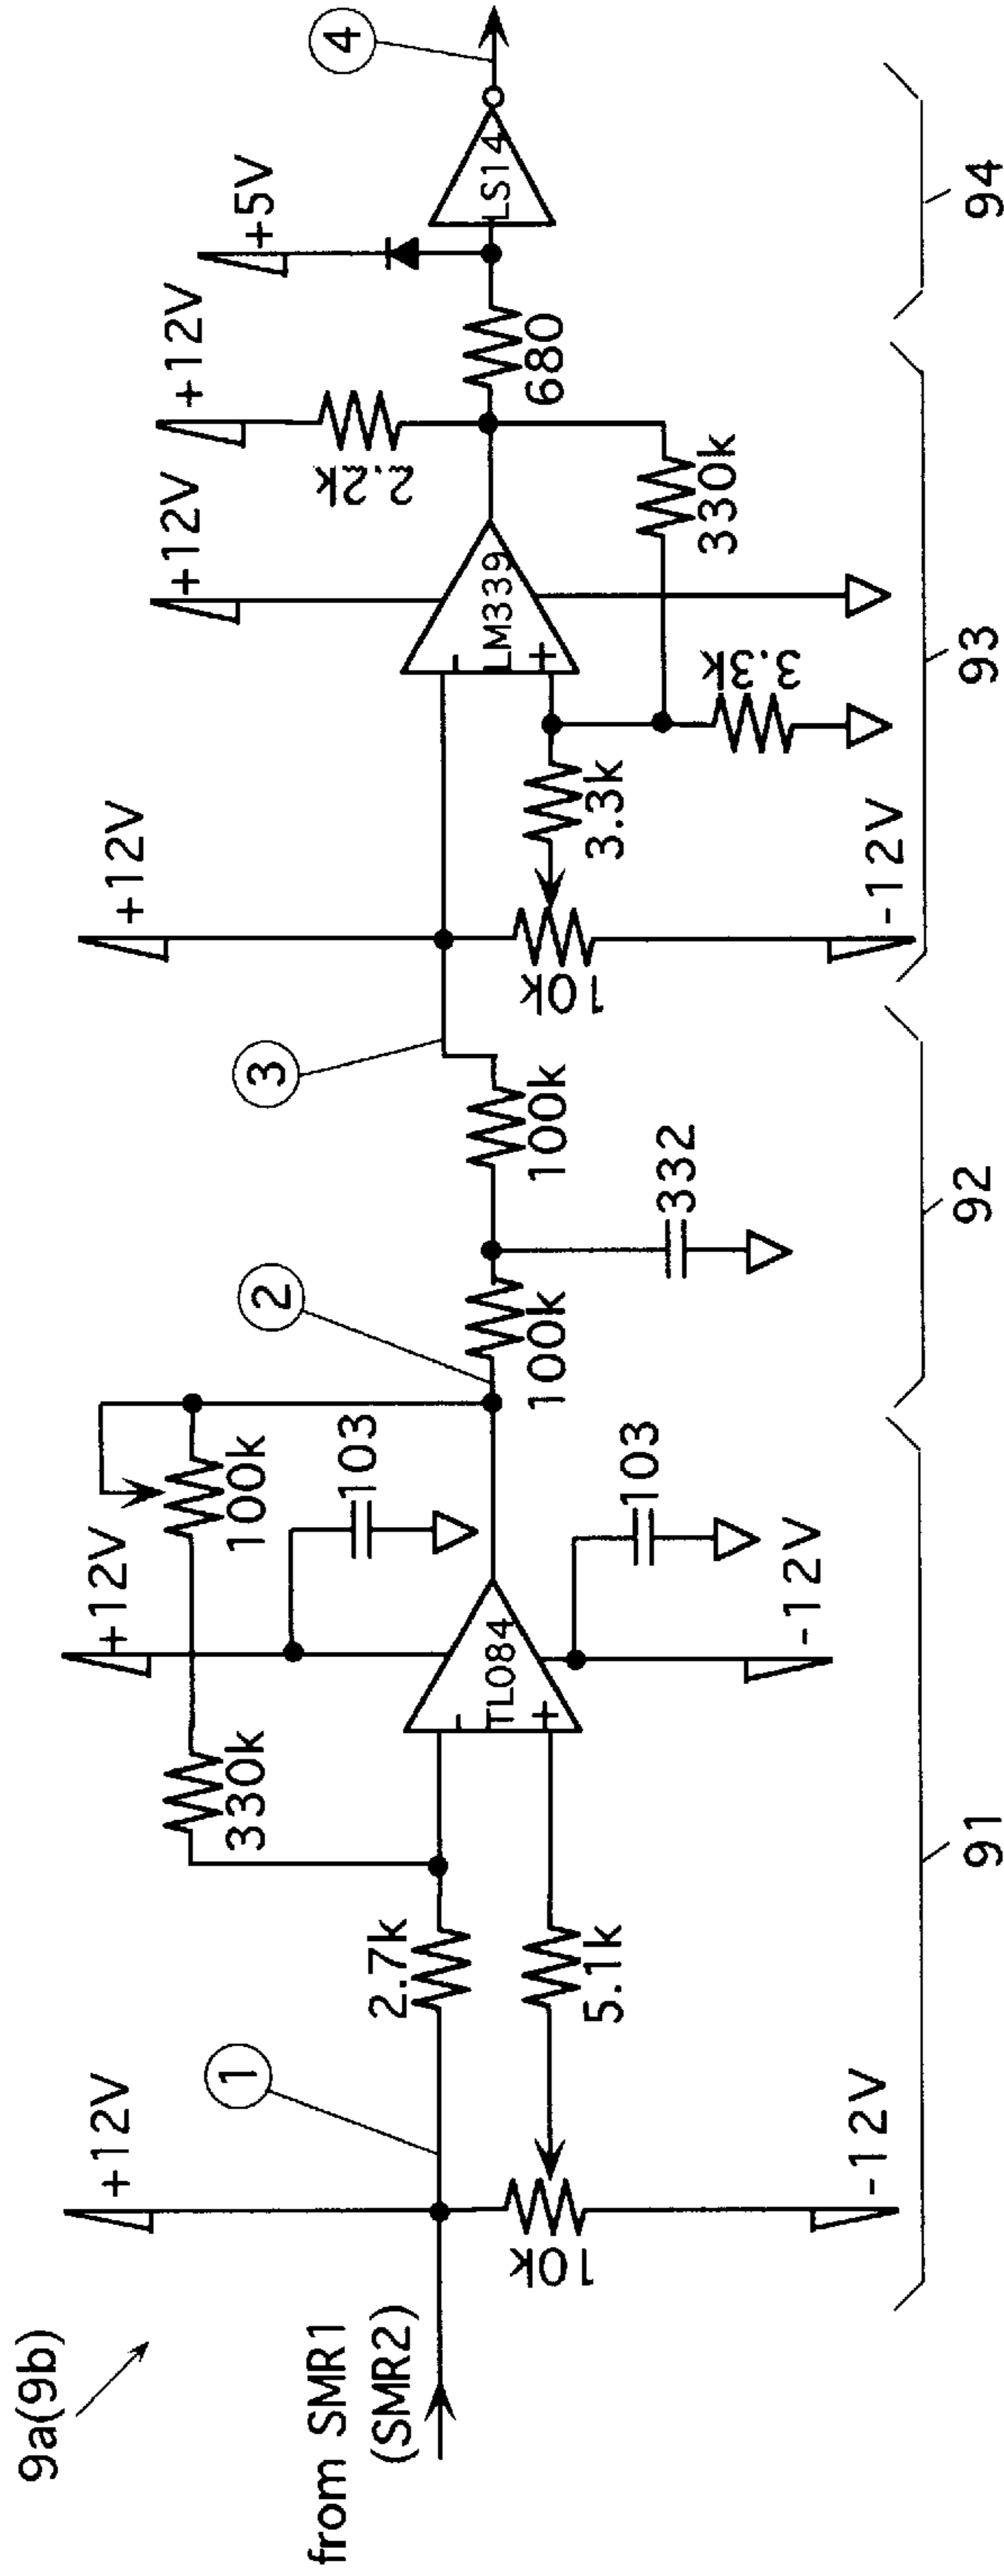 9a(9b)
from SMR1
(SMR2)
+12V
10k
-12V
1
2.7k
5.1k
330k
+12V
100k
103
TL084
-
+
103
-12V
91
2
100k
332
100k
92
3
+12V
10k
-12V
3.3k
3.3k
330k
+12V
LM339
-
+
+12V
2.2k
680
93
+5V
LS14
4
94